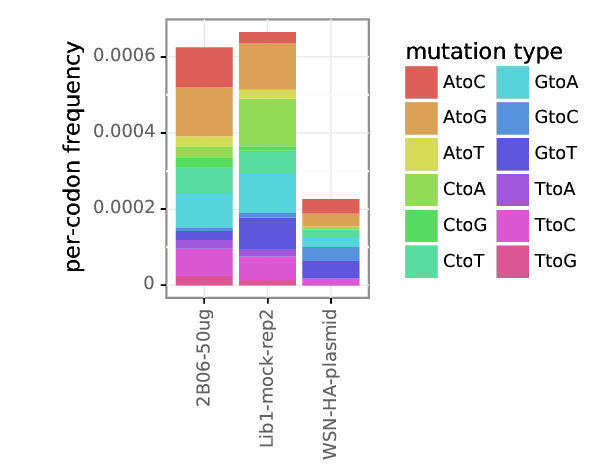 per-codon frequency
0.0006
0.0004
0.0002
0
2B06-50ug
Lib1-mock-rep2
WSN-HA-plasmid
mutation type
AtoC GtoA
AtoG GtoC
AtoT GtoT
CtoA TtoA
CtoG TtoC
CtoT TtoG